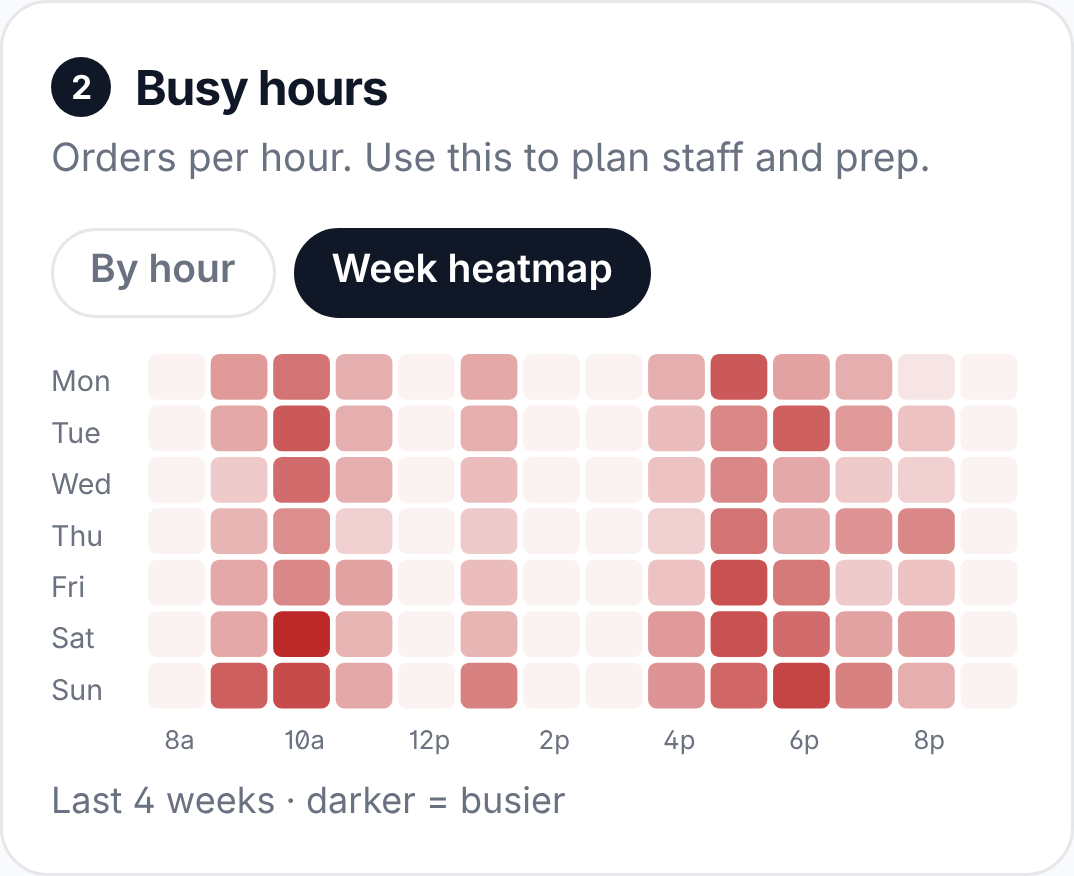 2 Busy hours
Orders per hour. Use this to plan staff and prep.
By hour Week heatmap
Mon
Tue
Wed
Thu
Fri
Sat
Sun
8a 10a 12p 2p 4p 6p 8p
Last 4 weeks · darker = busier